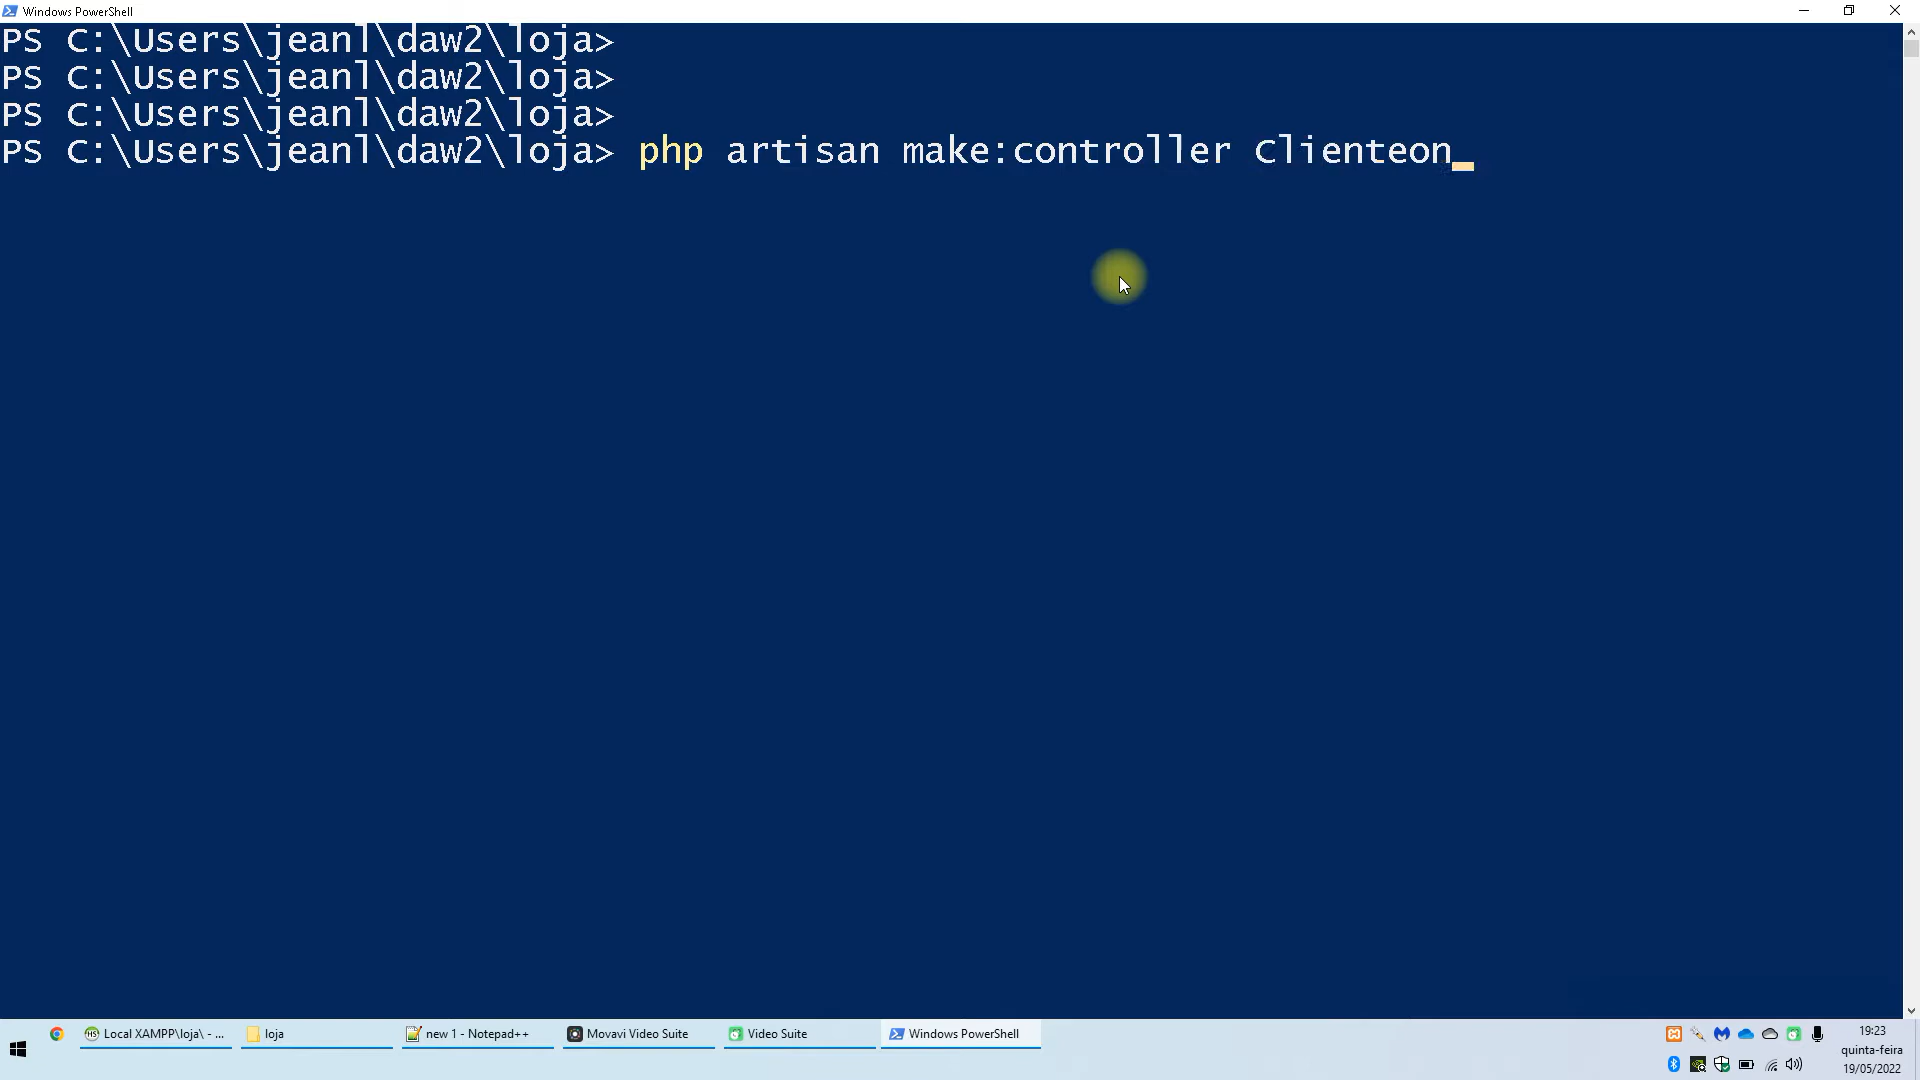 Windows PowerShell
PS C:\Users\jeanl\daw2\loja>
PS C:\Users\jeanl\daw2\loja>
PS C:\Users\jeanl\daw2\loja>
PS C:\Users\jeanl\daw2\loja> php artisan make:controller Clienteon_
Local XAMPP\loja\ - ...
loja
new 1 - Notepad++
Movavi Video Suite
Video Suite
Windows PowerShell
19:23
quinta-feira
19/05/2022